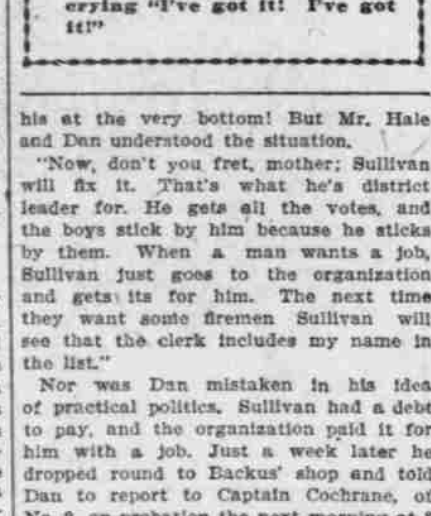 crying "I've got it! I've got
it!"
his at the very bottom! But Mr. Hale
and Dan understood the situation.
"Now, don't you fret, mother; Sullivan
will fix it. That's what he's district
leader for. He gets all the votes, and
the boys stick by him because he sticks
by them. When a man wants a job,
Sullivan just goes to the organization
and gets its for him. The next time
they want some firemen Sullivan will
see that the clerk includes my name in
the list."
Nor was Dan mistaken in his idea
of practical politics. Sullivan had a debt
to pay, and the organization paid it for
him with a job. Just a week later he
dropped round to Backus' shop and told
Dan to report to Captain Cochrane, of
on probation the next morning at